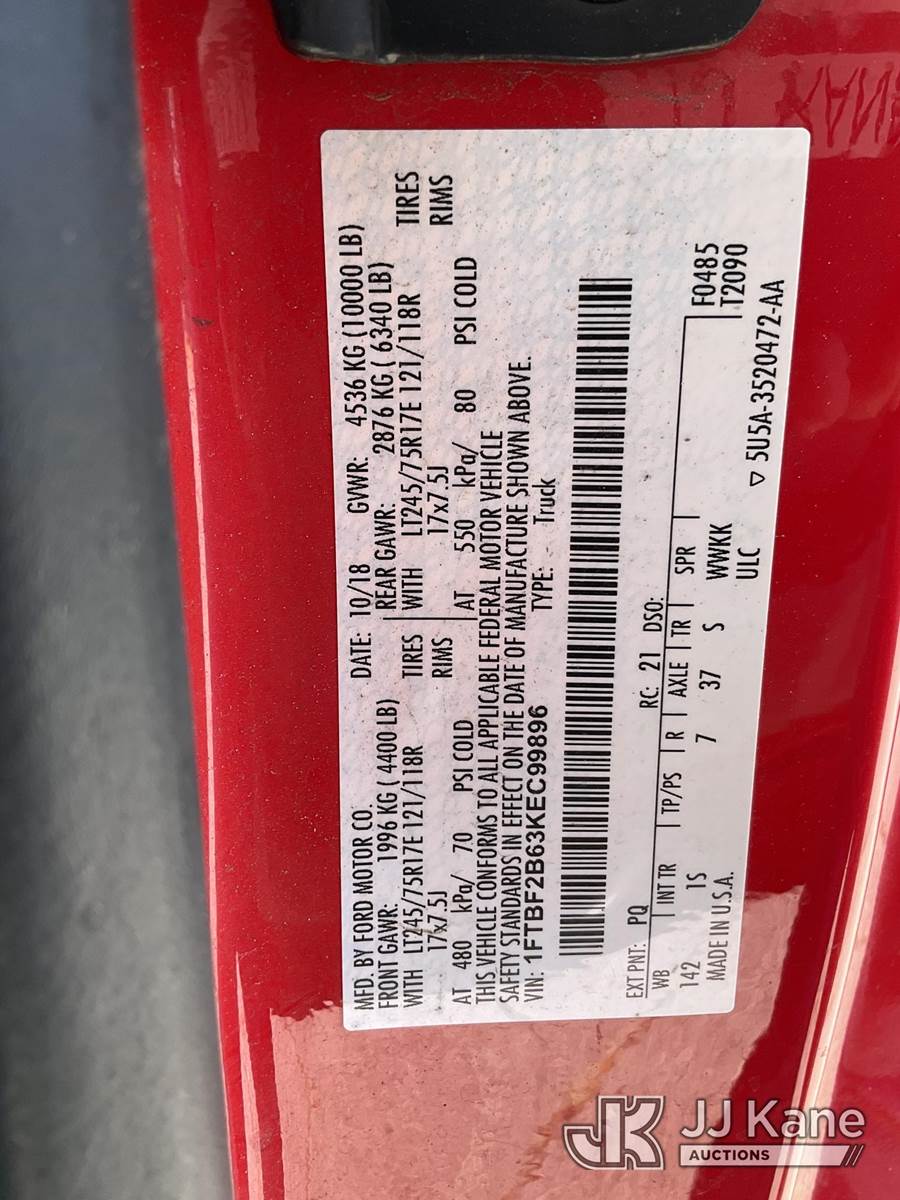 MFD. BY FORD MOTOR CO.
DATE: 10/18 GVWR: 4536 KG (10000 LB)
FRONT GAWR: 1996 KG ( 4400 LB)
REAR GAWR: 2876 KG ( 6340 LB)
WITH LT245/75R17E 121/118R TIRES
WITH LT245/75R17E 121/118R TIRES
17x7.5J RIMS
17x7.5J RIMS
AT 480 kPa/ 70 PSI COLD
AT 550 kPa/ 80 PSI COLD
THIS VEHICLE CONFORMS TO ALL APPLICABLE FEDERAL MOTOR VEHICLE
SAFETY STANDARDS IN EFFECT ON THE DATE OF MANUFACTURE SHOWN ABOVE.
VIN: 1FTBF2B63KEC99896 TYPE: Truck
EXT PNT: PQ RC: 21 DSO: F0485
WB INT TR TP/PS R AXLE TR SPR T2090
142 1S 7 37 S WWKK
MADE IN U.S.A. ULC
▽ 5U5A-3520472-AA
JK JJ Kane
AUCTIONS